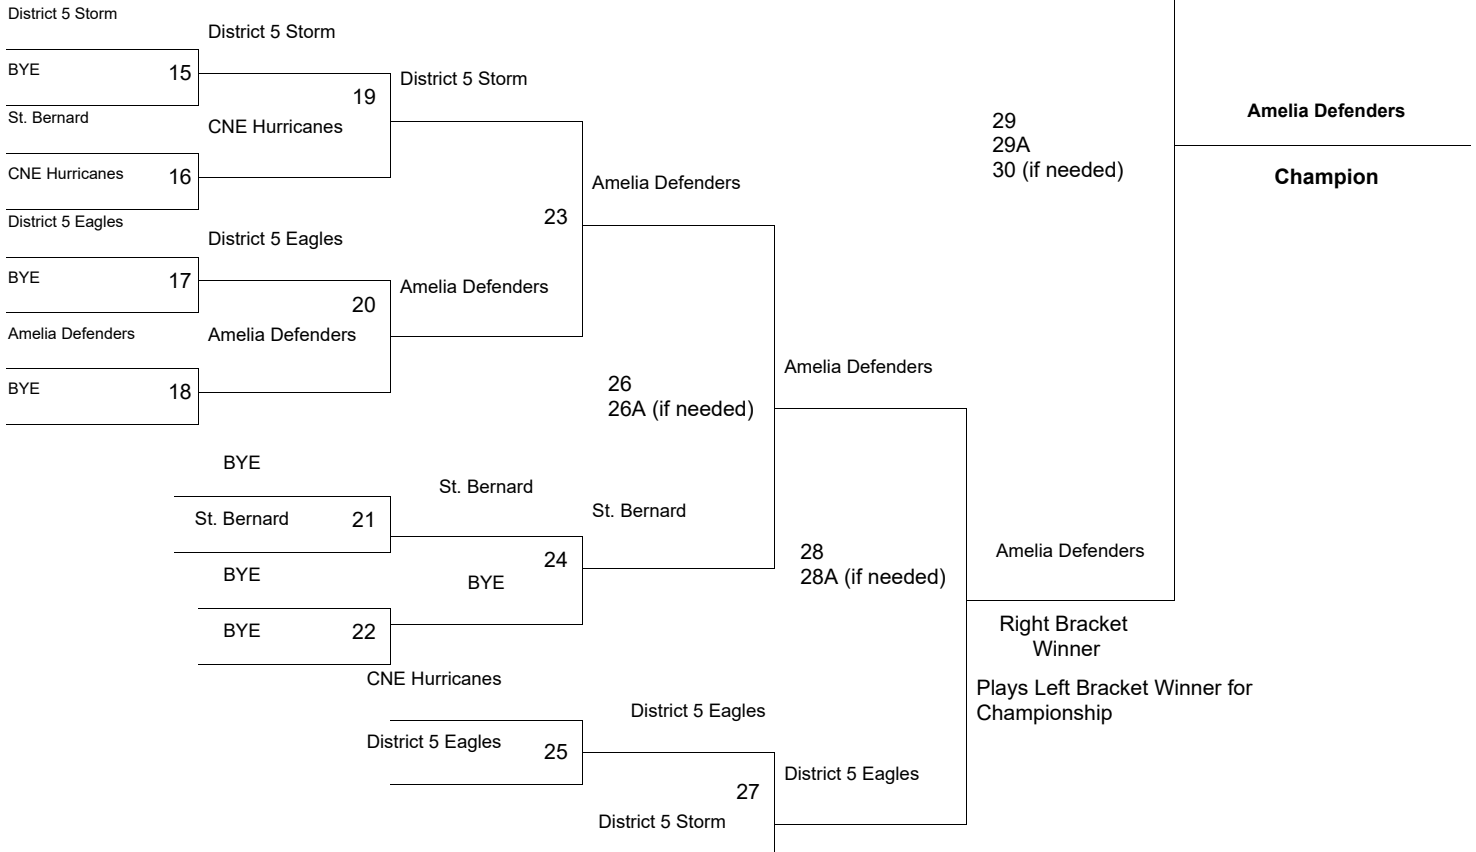 District 5 Storm
District 5 Storm
BYE
15
District 5 Storm
19
St. Bernard
CNE Hurricanes
CNE Hurricanes
16
District 5 Eagles
District 5 Eagles
BYE
17
20
Amelia Defenders
Amelia Defenders
Amelia Defenders
BYE
18
23
Amelia Defenders
26
26A (if needed)
BYE
St. Bernard
St. Bernard
21
St. Bernard
24
BYE
BYE
BYE
22
Amelia Defenders
28
28A (if needed)
CNE Hurricanes
District 5 Eagles
District 5 Eagles
25
27
District 5 Eagles
District 5 Storm
Amelia Defenders
Right Bracket
Winner
Plays Left Bracket Winner for
Championship
29
29A
30 (if needed)
Amelia Defenders
Champion